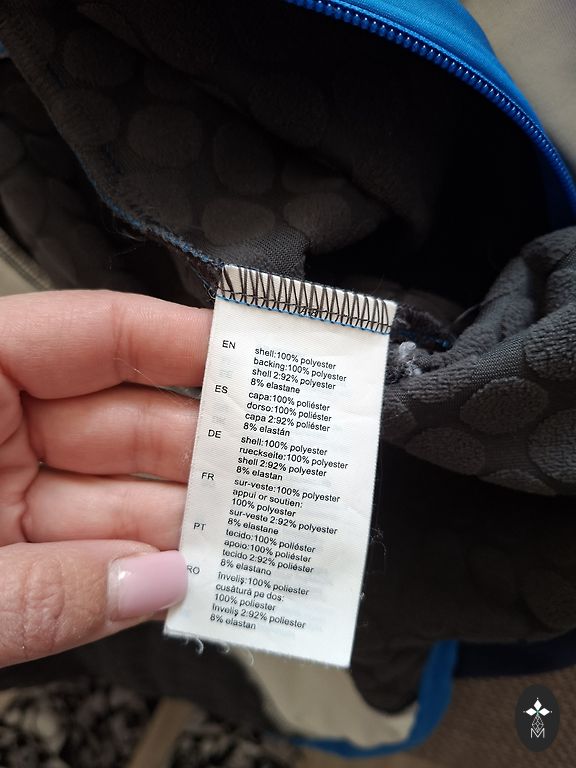 EN
shell:100% polyester
backing:100% polyester
shell 2:92% polyester
8% elastane
ES
capa:100% poliéster
dorso:100% poliéster
capa 2:92% poliéster
8% elastán
DE
shell:100% polyester
rueckseite:100% polyester
shell 2:92% polyester
8% elastan
FR
sur-veste:100% polyester
appui or soutien:
100% polyester
sur-veste 2:92% polyester
8% elastane
PT
tecido:100% poliéster
apoio:100% poliéster
tecido 2:92% poliéster
8% elastano
RO
înveliş:100% poliester
cusătură pe dos:
100% poliester
înveliş 2:92% poliester
8% elastan
M